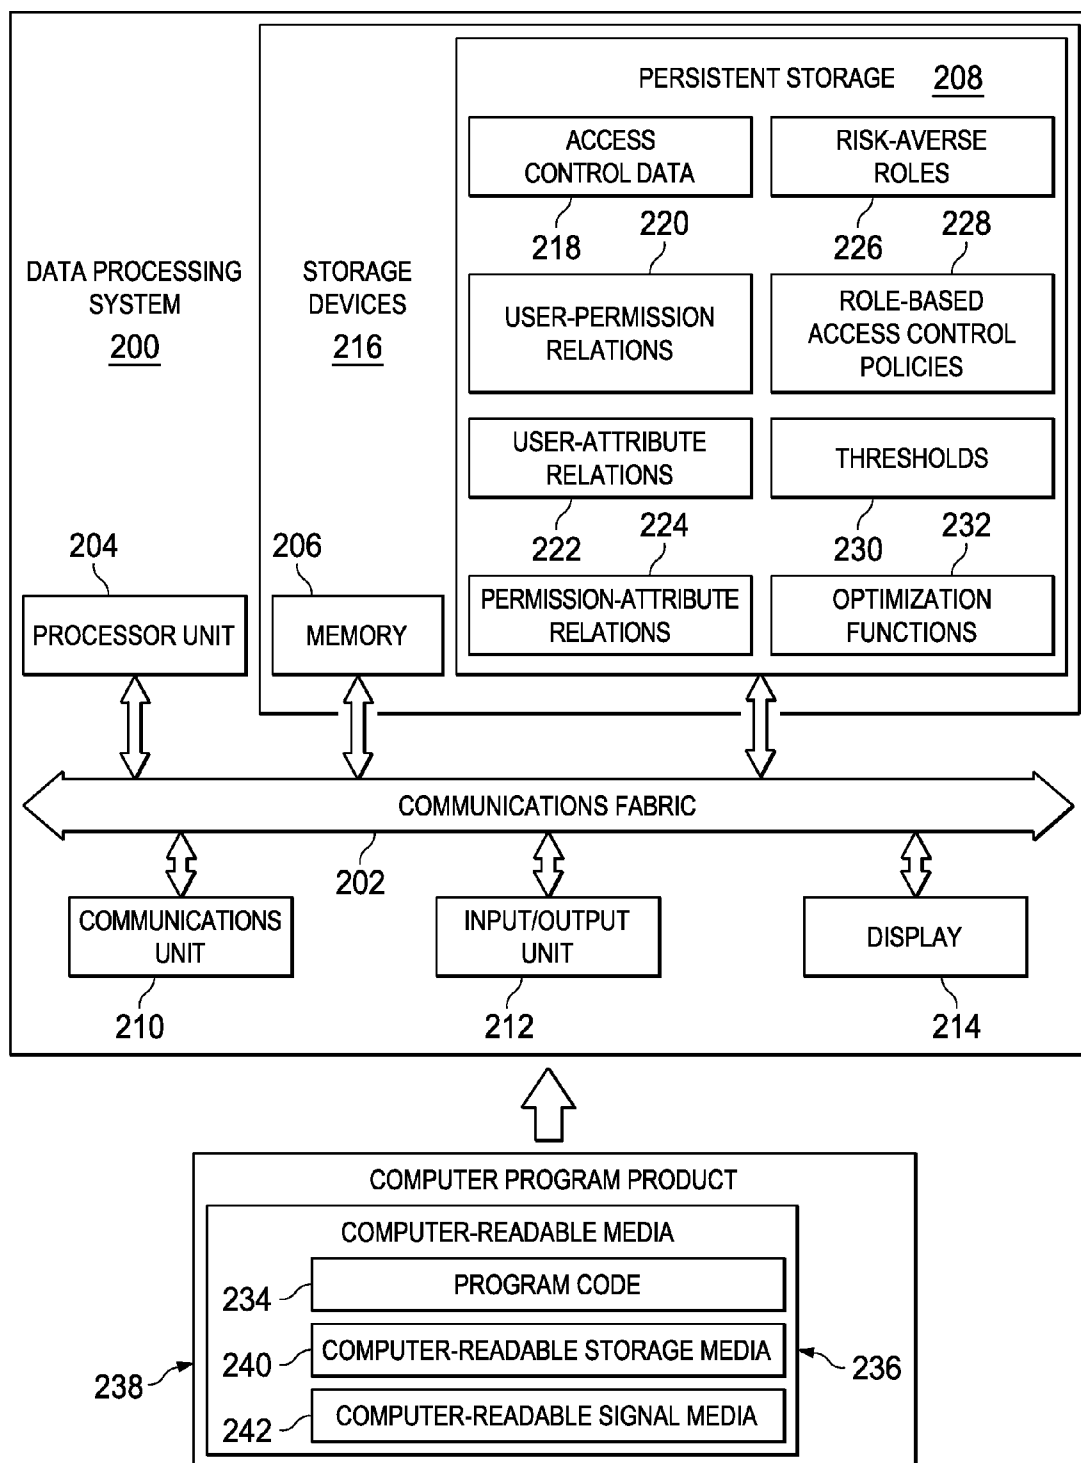 PERSISTENT STORAGE 208
ACCESS
CONTROL DATA
218
RISK-AVERSE
ROLES
226
220
USER-PERMISSION
RELATIONS
228
ROLE-BASED
ACCESS CONTROL
POLICIES
DATA PROCESSING
SYSTEM
200
STORAGE
DEVICES
216
USER-ATTRIBUTE
RELATIONS
222
THRESHOLDS
230
224
PERMISSION-ATTRIBUTE
RELATIONS
232
OPTIMIZATION
FUNCTIONS
204
PROCESSOR UNIT
206
MEMORY
COMMUNICATIONS FABRIC
202
COMMUNICATIONS
UNIT
210
INPUT/OUTPUT
UNIT
212
DISPLAY
214
COMPUTER PROGRAM PRODUCT
COMPUTER-READABLE MEDIA
234
PROGRAM CODE
240
COMPUTER-READABLE STORAGE MEDIA
242
COMPUTER-READABLE SIGNAL MEDIA
238
236